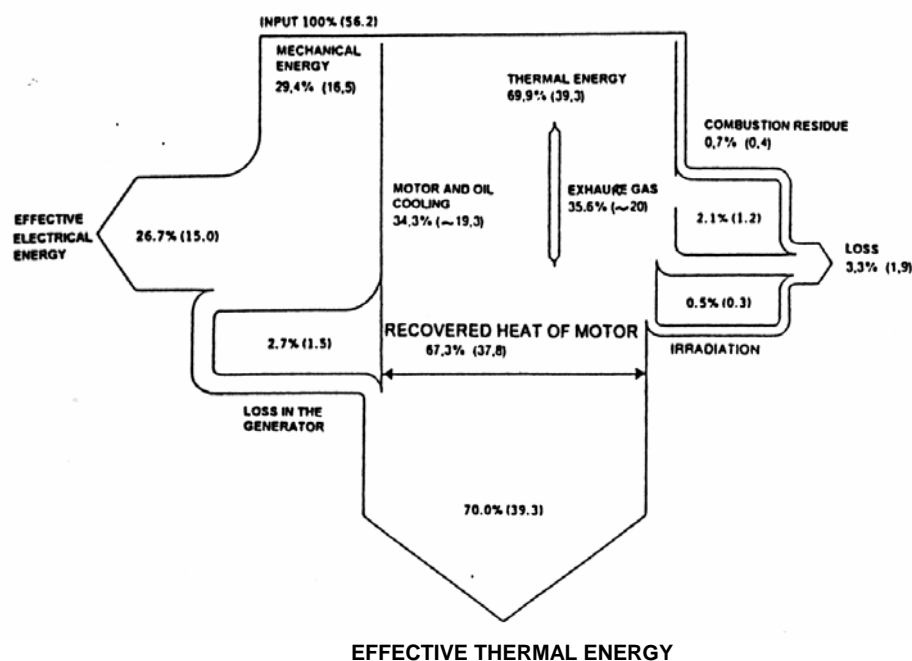 INPUT 100% (56.2)
MECHANICAL
ENERGY
29,4% (16,5)
THERMAL ENERGY
69,9% (39,3)
COMBUSTION RESIDUE
0,7% (0,4)
MOTOR AND OIL
COOLING
34,3% (~19,3)
EXHAURE GAS
35.6% (~20)
2.1% (1.2)
EFFECTIVE
ELECTRICAL
ENERGY
26.7% (15.0)
LOSS
3,3% (1,9)
0.5% (0.3)
2.7% (1.5)
RECOVERED HEAT OF MOTOR
67,3% (37,8)
IRRADIATION
LOSS IN THE
GENERATOR
70.0% (39.3)
EFFECTIVE THERMAL ENERGY